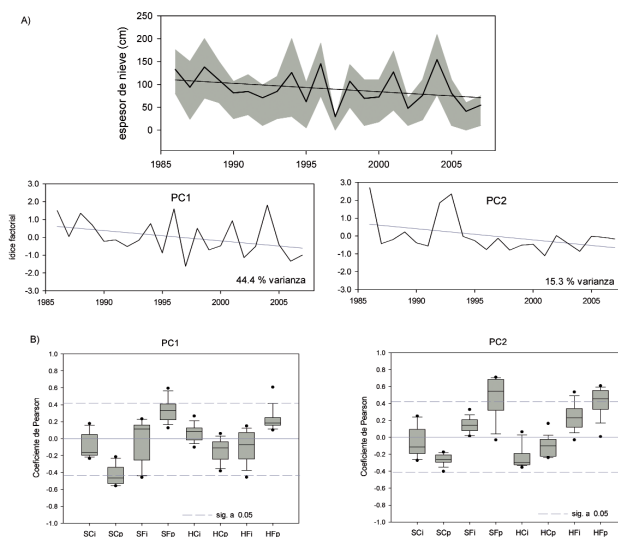 A)
espesor de nieve (cm)
250
200
150
100
50
0
1985 1990 1995 2000 2005
PC1
Idice factorial
3.0
2.0
1.0
0.0
-1.0
-2.0
-3.0
44.4 % varianza
1985 1990 1995 2000 2005
PC2
3.0
2.0
1.0
0.0
-1.0
-2.0
-3.0
15.3 % varianza
1985 1990 1995 2000 2005
B)
PC1
Coeficiente de Pearson
1.0
0.8
0.6
0.4
0.2
0.0
-0.2
-0.4
-0.6
-0.8
-1.0
sig. a 0.05
SCi SCp SFi SFp HCi HCp HFi HFp
PC2
Coeficiente de Pearson
1.0
0.8
0.6
0.4
0.2
0.0
-0.2
-0.4
-0.6
-0.8
-1.0
sig. a 0.05
SCi SCp SFi SFp HCi HCp HFi HFp